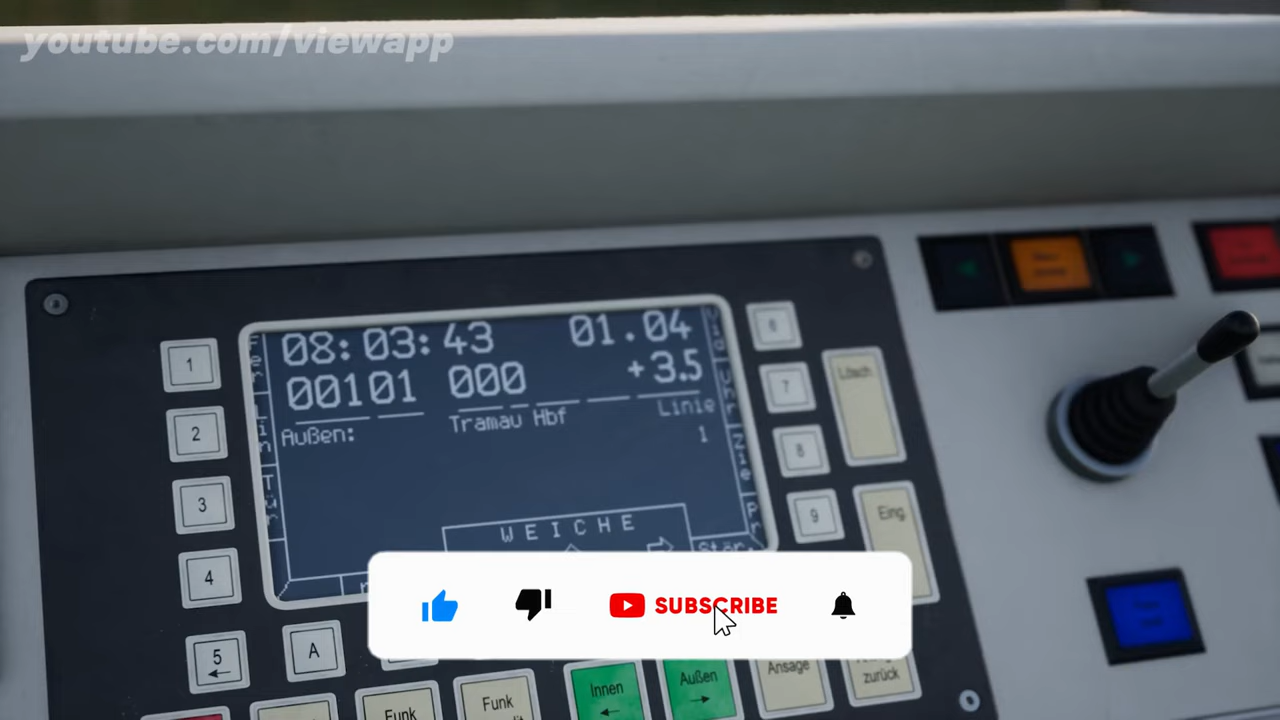 youtube.com/viewapp
08:03:43 01.04
00101 000 +3.5
Außen: Tramau Hbf Linie
1
WEICHE
Stör.
1
2
3
4
5
A
6
7
8
9
Lösch
Eing
SUBSCRIBE
Innen
Außen
Ansage
zurück
Funk
Funk